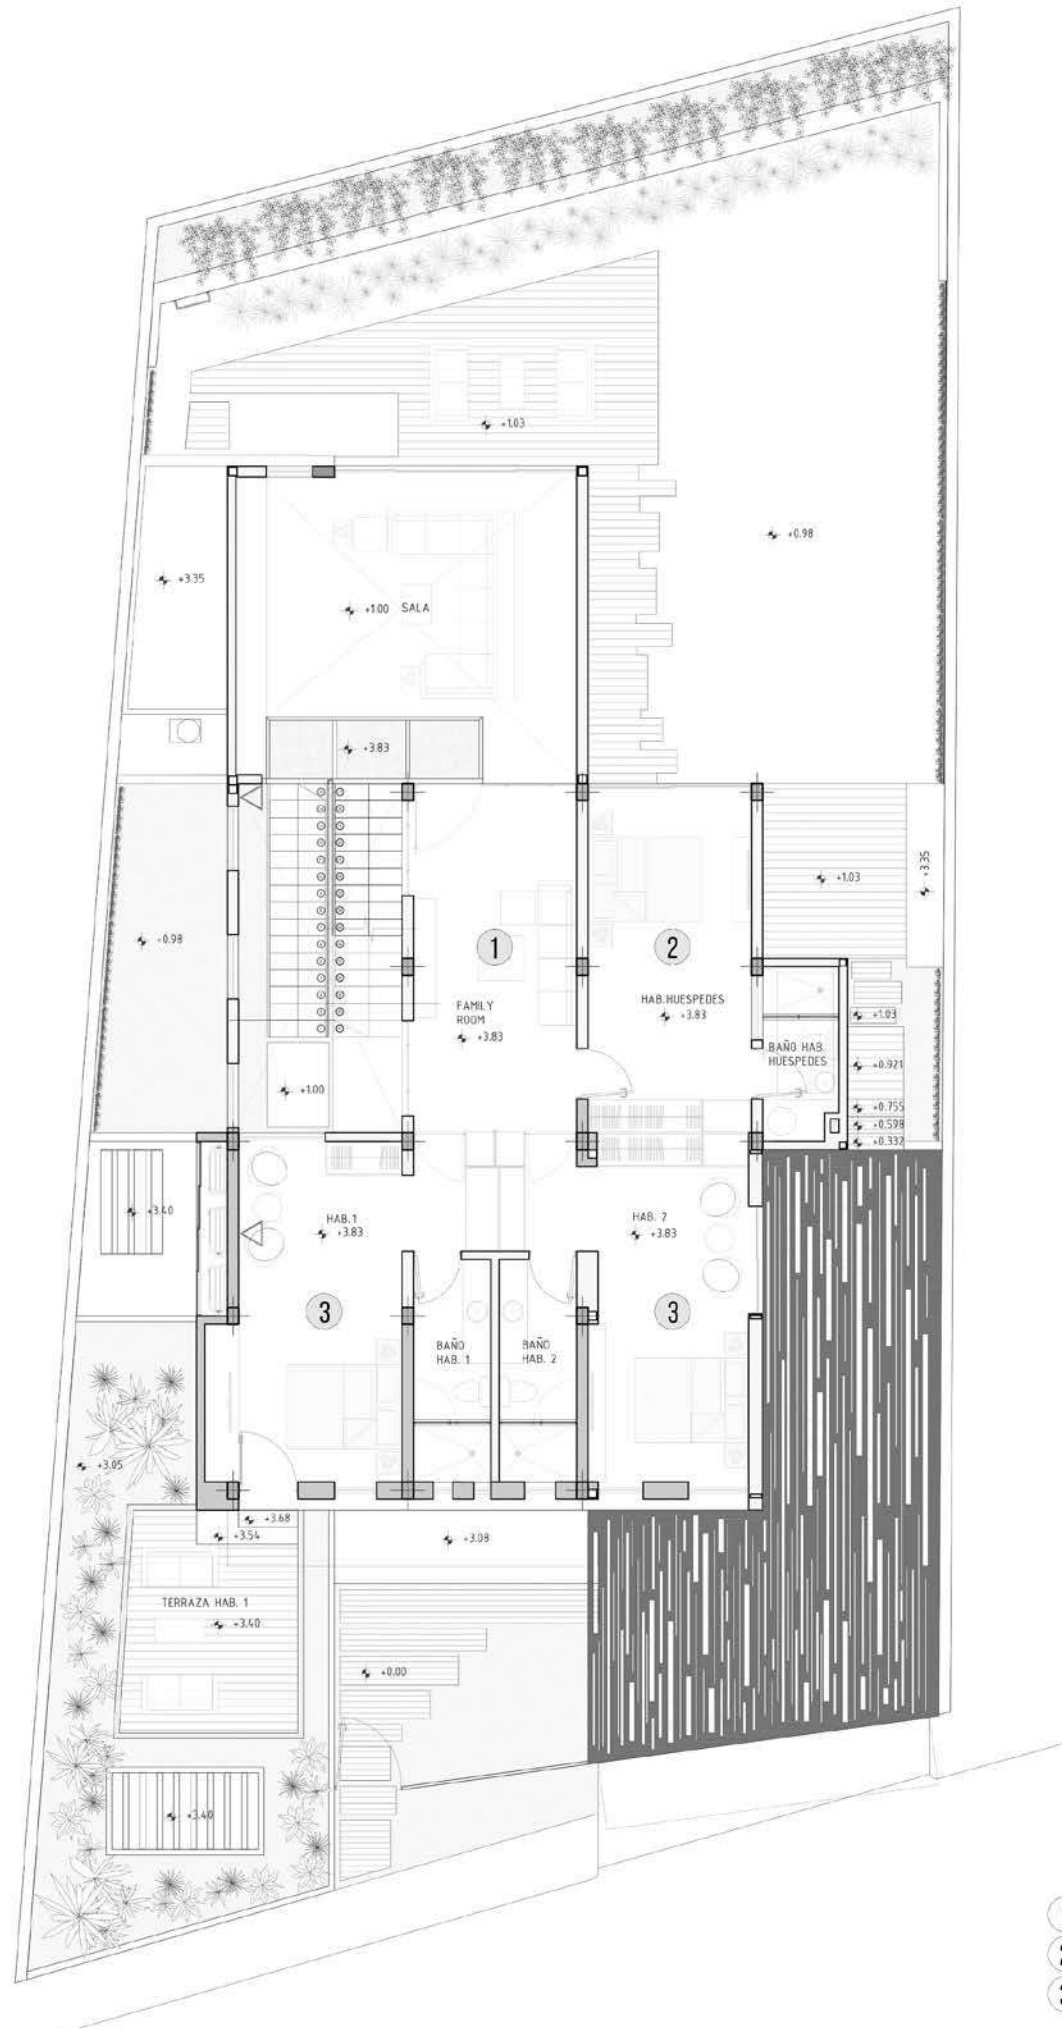 +1.03
+0.98
+3.35
+1.00 SALA
+3.83
+1.03
+3.35
+0.98
1
2
FAMILY
ROOM
+3.83
HAB.HUESPEDES
+3.83
+1.03
BAÑO HAB.
HUESPEDES
+0.921
+1.00
+0.755
+0.598
+0.332
+3.40
HAB.1
+3.83
HAB. 2
+3.83
3
3
BAÑO
HAB. 1
BAÑO
HAB. 2
+3.05
+3.68
+3.54
+3.08
TERRAZA HAB. 1
+3.40
+0.00
+3.40